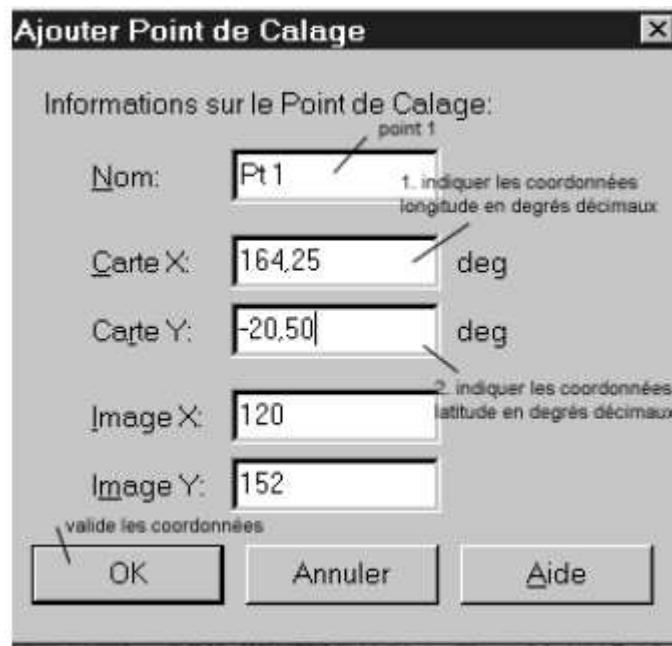 Ajouter Point de Calage
Informations sur le Point de Calage:
point 1
Nom:
Pt 1
1. indiquer les coordonnées
longitude en degrés décimaux
Carte X:
164,25
deg
Carte Y:
-20,50
deg
2. indiquer les coordonnées
latitude en degrés décimaux
Image X:
120
Image Y:
152
valide les coordonnées
OK
Annuler
Aide